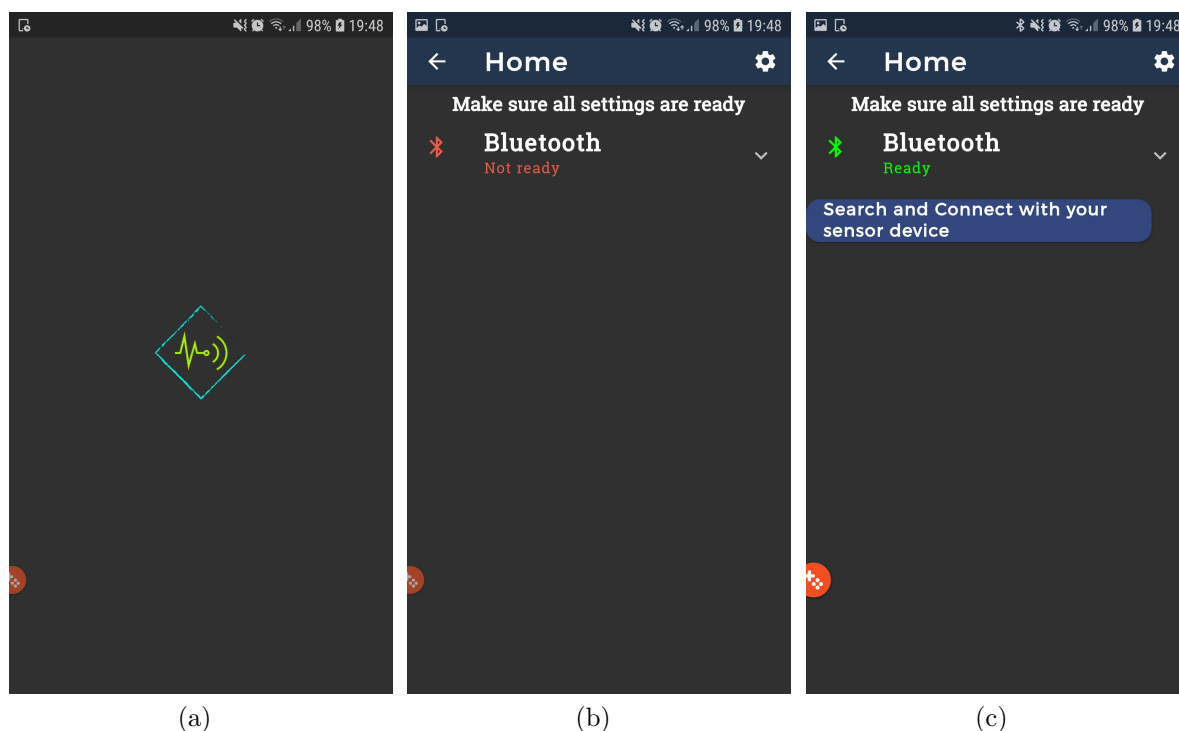 98% 19:48
98% 19:48
98% 19:48
Home
Home
Make sure all settings are ready
Make sure all settings are ready
Bluetooth
Not ready
Bluetooth
Ready
Search and Connect with your
sensor device
(a)
(b)
(c)